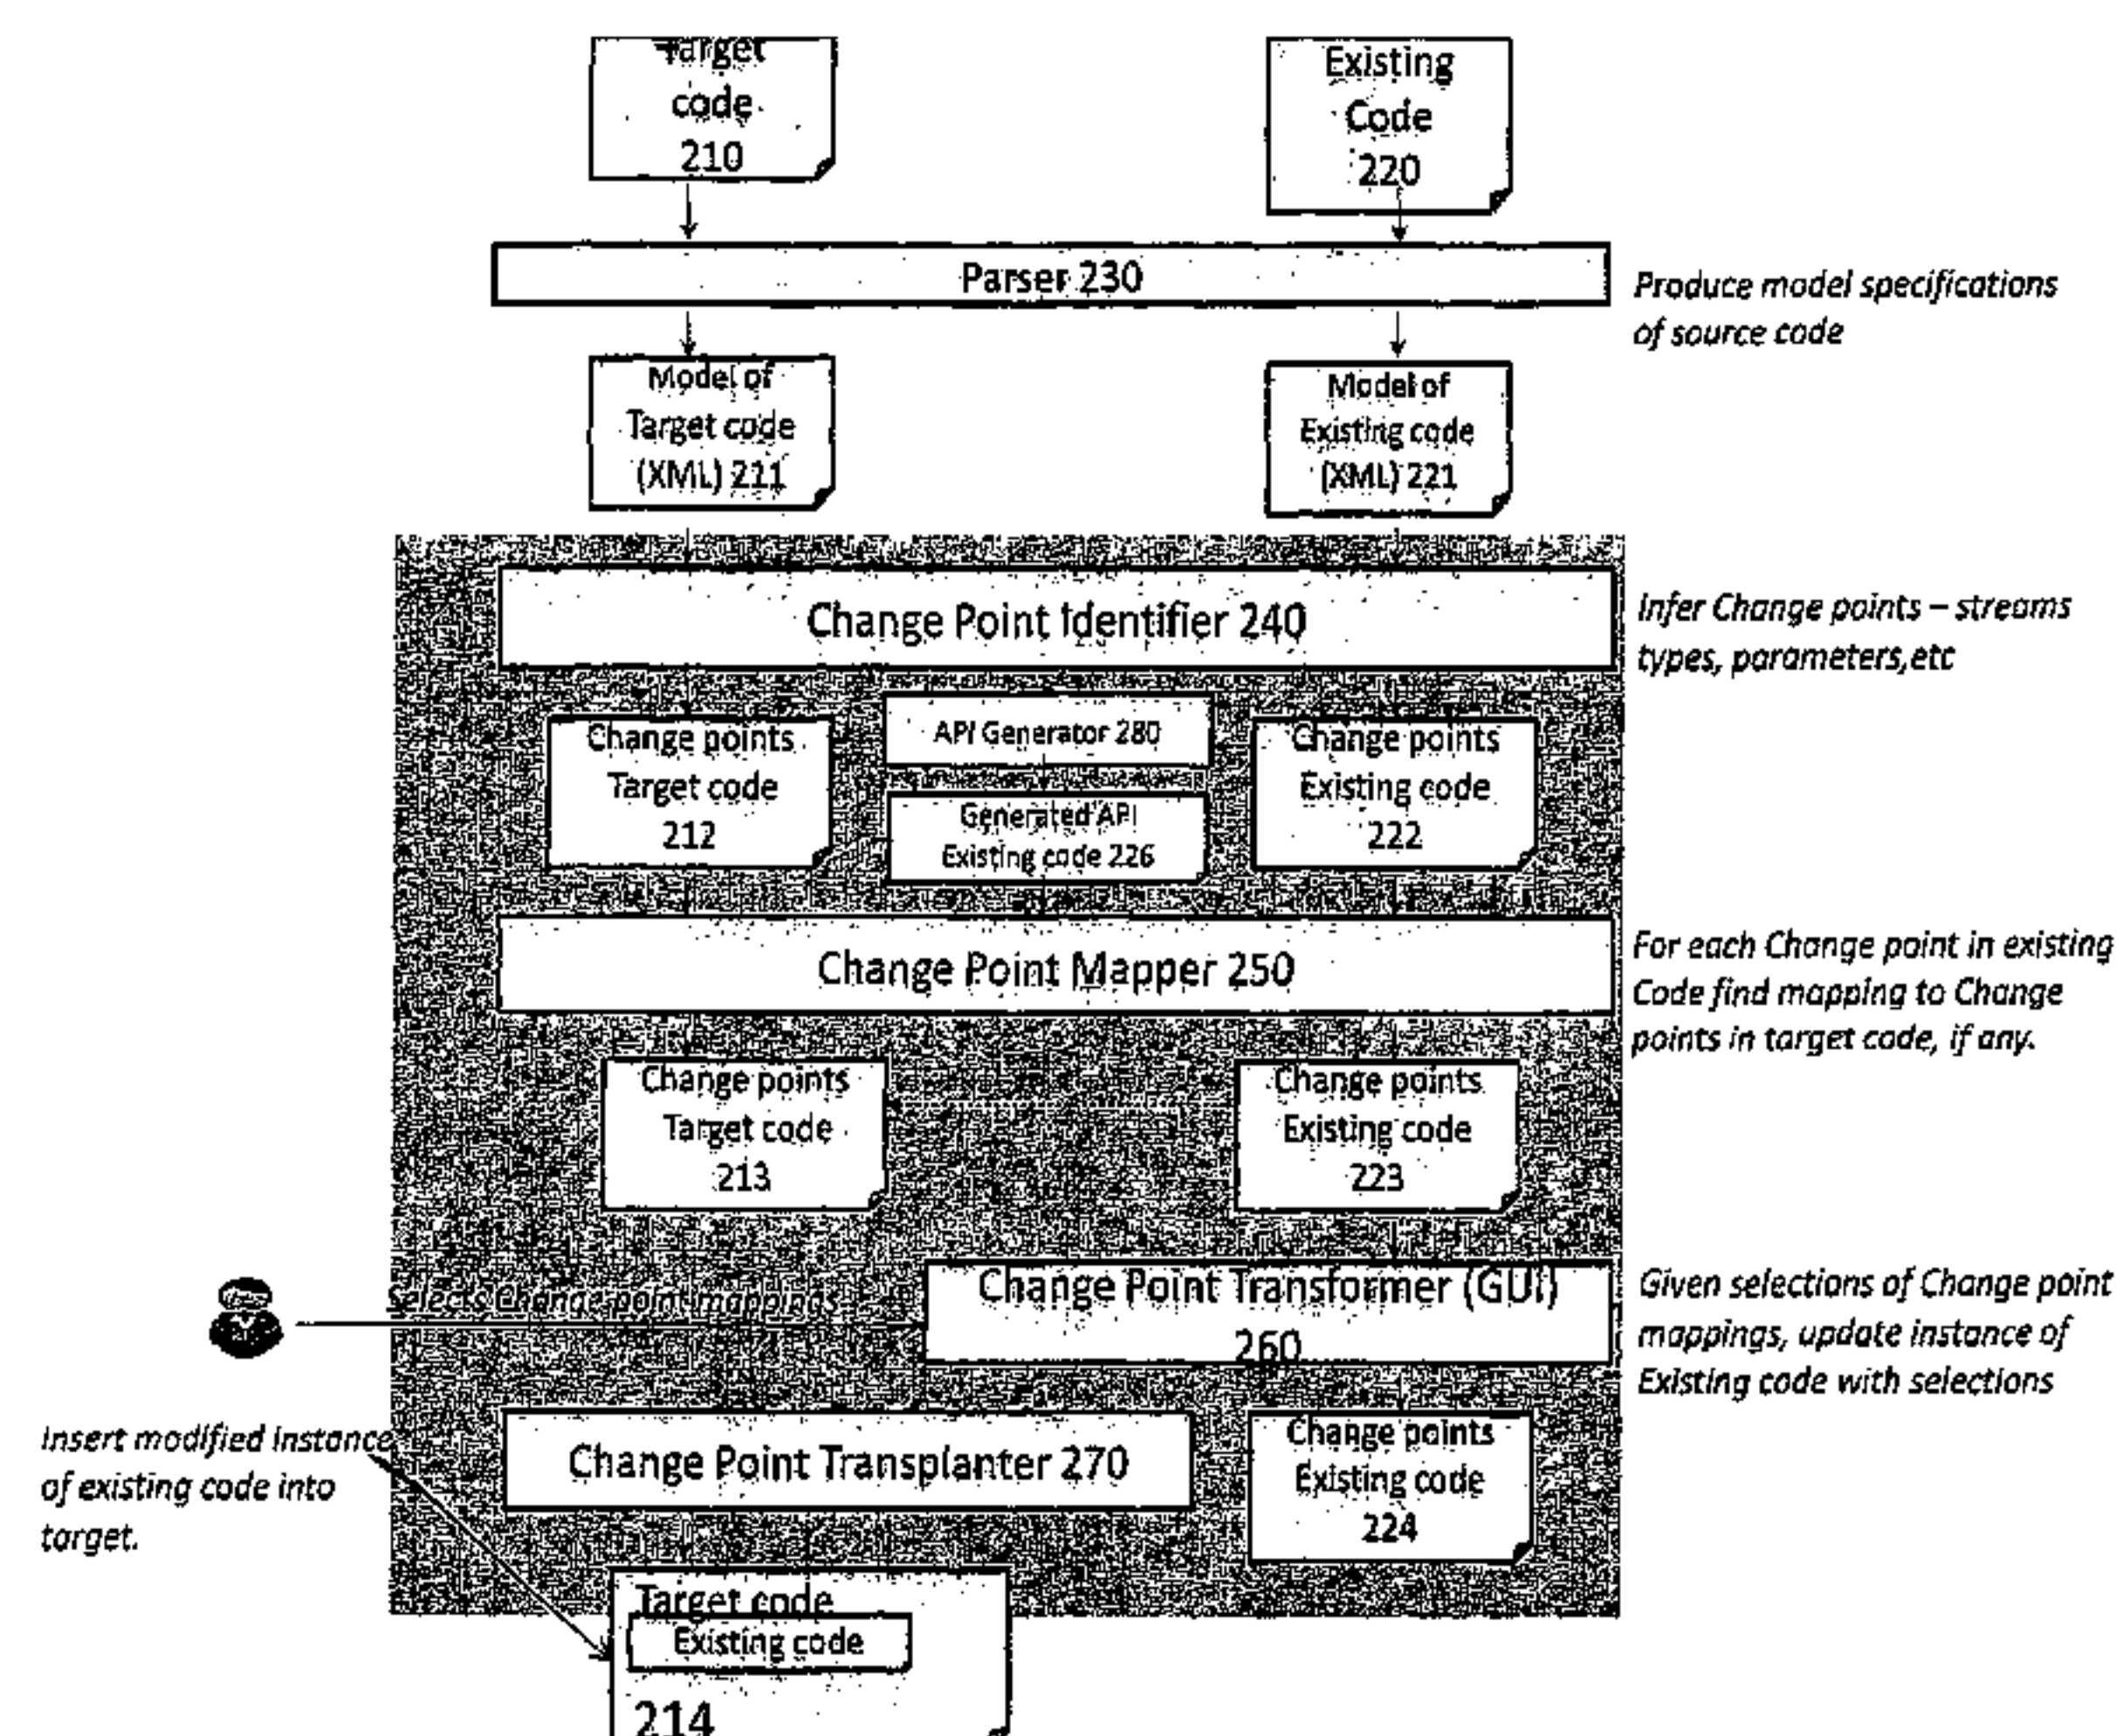 Target
code
210
Existing
Code
220
Parser 230
Produce model specifications
of source code
Model of
Target code
(XML) 221
Model of
Existing code
(XML) 221
Change Point Identifier 240
Infer Change points – streams
types, parameters,etc
Change points
Target code
212
API Generator 280
Generated API
Existing code 226
Change points
Existing code
222
Change Point Mapper 250
For each Change point in existing
Code find mapping to Change
points in target code, if any.
Change points
Target code
213
Change points
Existing code
223
Selects Change point mappings
Change Point Transformer (GUI)
260
Given selections of Change point
mappings, update instance of
Existing code with selections
Insert modified instance
of existing code into
target.
Change Point Transplanter 270
Change points
Existing code
224
Target code
Existing code
214